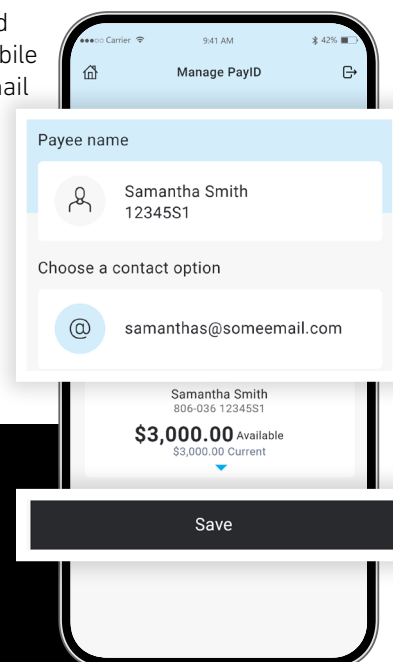 d
bile
ail
Carrier 9:41 AM 42%
Manage PayID
Payee name
Samantha Smith
12345S1
Choose a contact option
@ samanthas@someemail.com
Samantha Smith
806-036 12345S1
$3,000.00 Available
$3,000.00 Current
Save